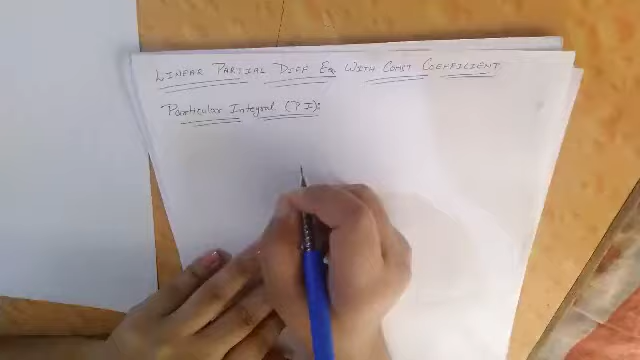 LINEAR PARTIAL DIFF Eq. WITH CONST COEFFICIENT
Particular Integral (P.I):